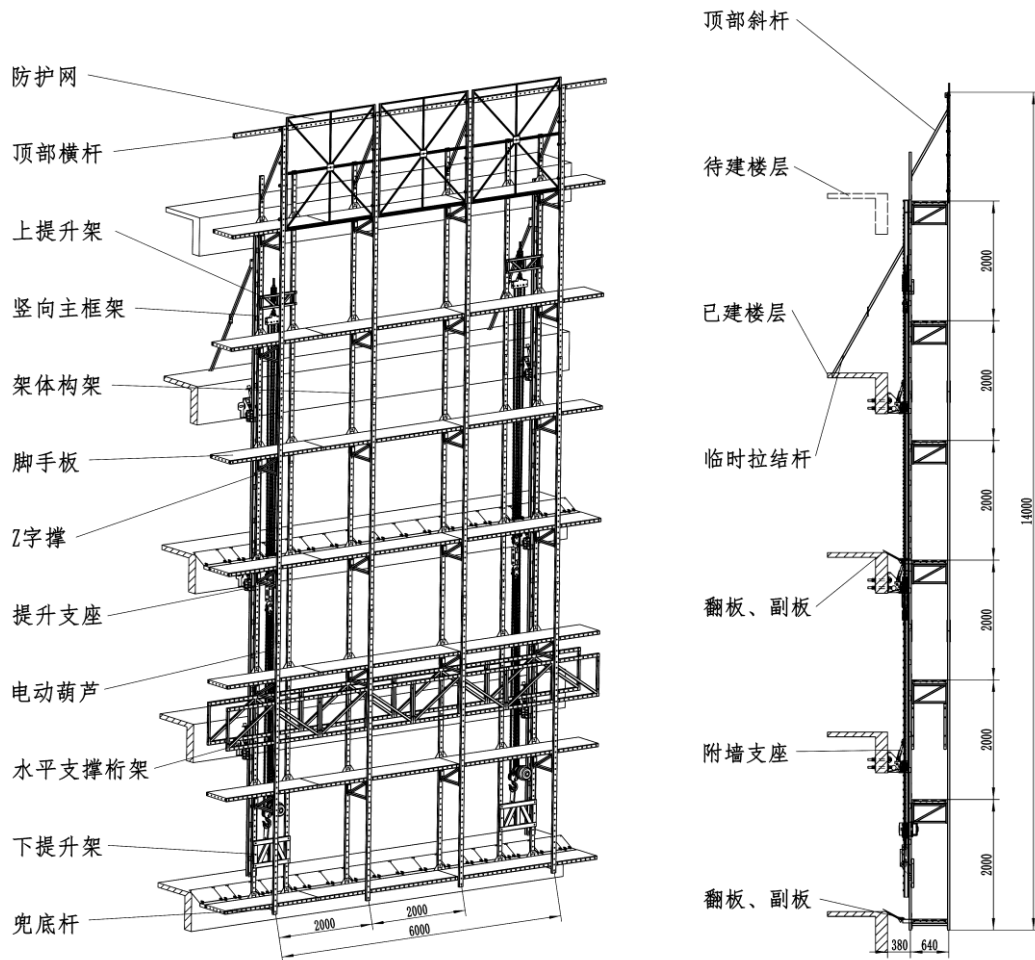 防护网
顶部横杆
上提升架
竖向主框架
架体构架
脚手板
Z字撑
提升支座
电动葫芦
水平支撑桁架
下提升架
兜底杆
2000
2000
6000
顶部斜杆
待建楼层
已建楼层
临时拉结杆
翻板、副板
附墙支座
翻板、副板
2000
2000
2000
2000
2000
2000
14000
380
640